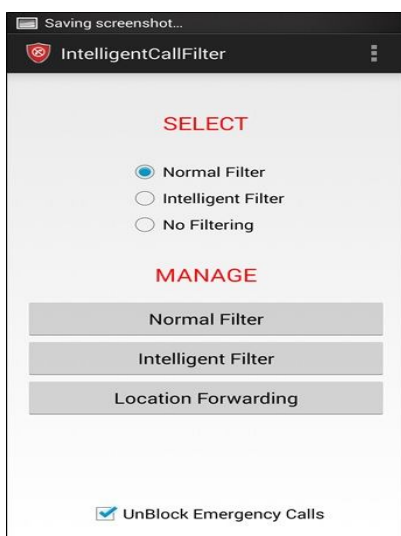 Saving screenshot...
IntelligentCallFilter
SELECT
Normal Filter
Intelligent Filter
No Filtering
MANAGE
Normal Filter
Intelligent Filter
Location Forwarding
UnBlock Emergency Calls